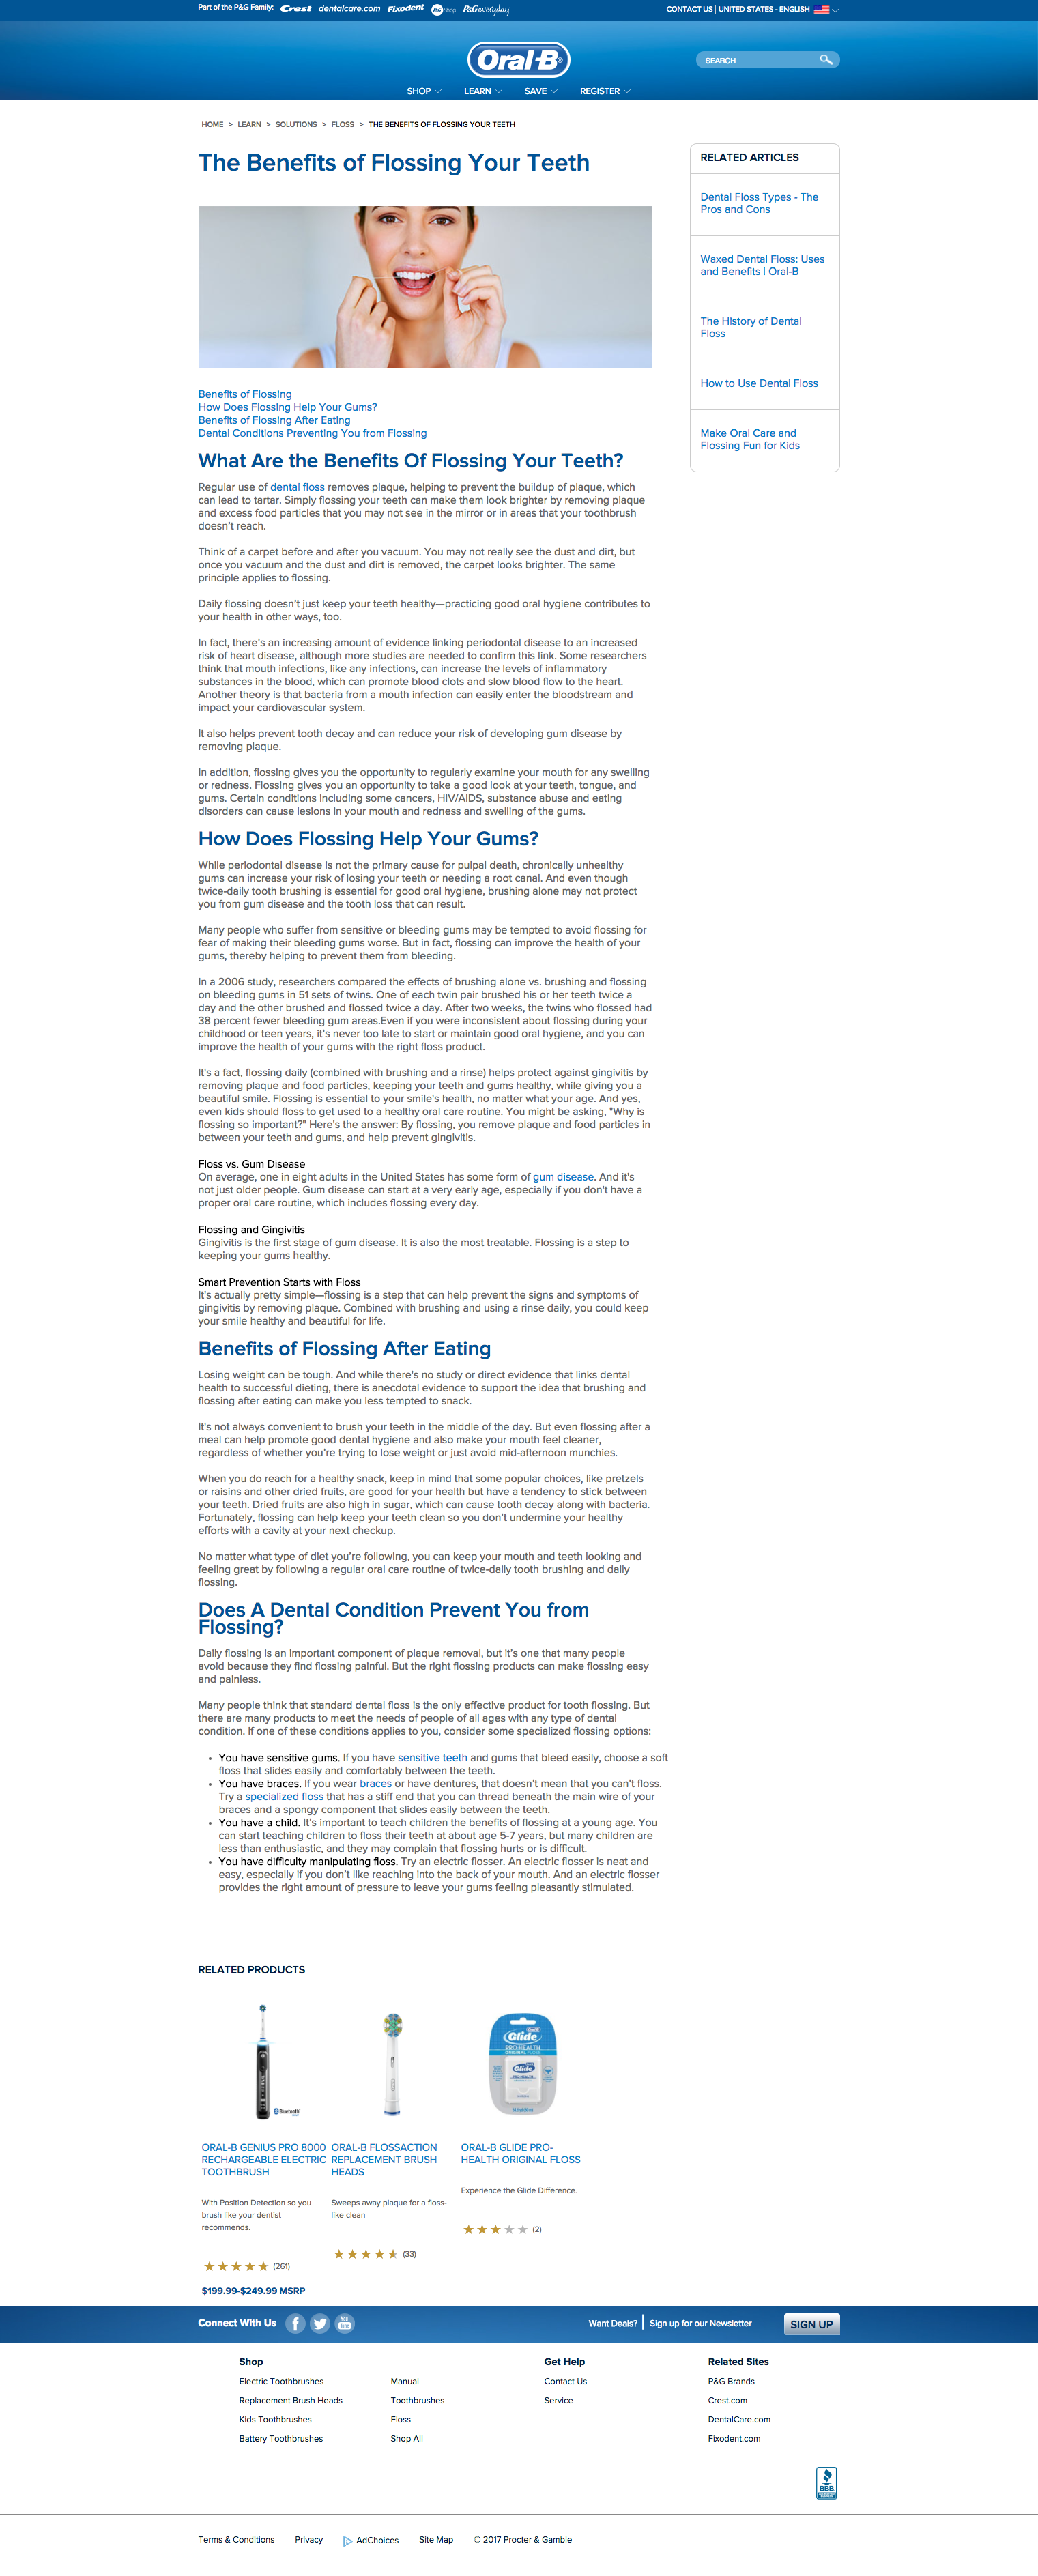 Part of the P&G Family: Crest dentalcare.com Fixodent P&G Shop P&G everyday
CONTACT US | UNITED STATES - ENGLISH
Oral-B®
SEARCH
SHOP LEARN SAVE REGISTER
HOME > LEARN > SOLUTIONS > FLOSS > THE BENEFITS OF FLOSSING YOUR TEETH
The Benefits of Flossing Your Teeth
Benefits of Flossing
How Does Flossing Help Your Gums?
Benefits of Flossing After Eating
Dental Conditions Preventing You from Flossing
What Are the Benefits Of Flossing Your Teeth?
Regular use of dental floss removes plaque, helping to prevent the buildup of plaque, which
can lead to tartar. Simply flossing your teeth can make them look brighter by removing plaque
and excess food particles that you may not see in the mirror or in areas that your toothbrush
doesn't reach.
Think of a carpet before and after you vacuum. You may not really see the dust and dirt, but
once you vacuum and the dust and dirt is removed, the carpet looks brighter. The same
principle applies to flossing.
Daily flossing doesn't just keep your teeth healthy—practicing good oral hygiene contributes to
your health in other ways, too.
In fact, there's an increasing amount of evidence linking periodontal disease to an increased
risk of heart disease, although more studies are needed to confirm this link. Some researchers
think that mouth infections, like any infections, can increase the levels of inflammatory
substances in the blood, which can promote blood clots and slow blood flow to the heart.
Another theory is that bacteria from a mouth infection can easily enter the bloodstream and
impact your cardiovascular system.
It also helps prevent tooth decay and can reduce your risk of developing gum disease by
removing plaque.
In addition, flossing gives you the opportunity to regularly examine your mouth for any swelling
or redness. Flossing gives you an opportunity to take a good look at your teeth, tongue, and
gums. Certain conditions including some cancers, HIV/AIDS, substance abuse and eating
disorders can cause lesions in your mouth and redness and swelling of the gums.
How Does Flossing Help Your Gums?
While periodontal disease is not the primary cause for pulpal death, chronically unhealthy
gums can increase your risk of losing your teeth or needing a root canal. And even though
twice-daily tooth brushing is essential for good oral hygiene, brushing alone may not protect
you from gum disease and the tooth loss that can result.
Many people who suffer from sensitive or bleeding gums may be tempted to avoid flossing for
fear of making their bleeding gums worse. But in fact, flossing can improve the health of your
gums, thereby helping to prevent them from bleeding.
In a 2006 study, researchers compared the effects of brushing alone vs. brushing and flossing
on bleeding gums in 51 sets of twins. One of each twin pair brushed his or her teeth twice a
day and the other brushed and flossed twice a day. After two weeks, the twins who flossed had
38 percent fewer bleeding gum areas.Even if you were inconsistent about flossing during your
childhood or teen years, it's never too late to start or maintain good oral hygiene, and you can
improve the health of your gums with the right floss product.
It's a fact, flossing daily (combined with brushing and a rinse) helps protect against gingivitis by
removing plaque and food particles, keeping your teeth and gums healthy, while giving you a
beautiful smile. Flossing is essential to your smile's health, no matter what your age. And yes,
even kids should floss to get used to a healthy oral care routine. You might be asking, "Why is
flossing so important?" Here's the answer: By flossing, you remove plaque and food particles in
between your teeth and gums, and help prevent gingivitis.
Floss vs. Gum Disease
On average, one in eight adults in the United States has some form of gum disease. And it's
not just older people. Gum disease can start at a very early age, especially if you don't have a
proper oral care routine, which includes flossing every day.
Flossing and Gingivitis
Gingivitis is the first stage of gum disease. It is also the most treatable. Flossing is a step to
keeping your gums healthy.
Smart Prevention Starts with Floss
It's actually pretty simple—flossing is a step that can help prevent the signs and symptoms of
gingivitis by removing plaque. Combined with brushing and using a rinse daily, you could keep
your smile healthy and beautiful for life.
Benefits of Flossing After Eating
Losing weight can be tough. And while there's no study or direct evidence that links dental
health to successful dieting, there is anecdotal evidence to support the idea that brushing and
flossing after eating can make you less tempted to snack.
It's not always convenient to brush your teeth in the middle of the day. But even flossing after a
meal can help promote good dental hygiene and also make your mouth feel cleaner,
regardless of whether you're trying to lose weight or just avoid mid-afternoon munchies.
When you do reach for a healthy snack, keep in mind that some popular choices, like pretzels
or raisins and other dried fruits, are good for your health but have a tendency to stick between
your teeth. Dried fruits are also high in sugar, which can cause tooth decay along with bacteria.
Fortunately, flossing can help keep your teeth clean so you don't undermine your healthy
efforts with a cavity at your next checkup.
No matter what type of diet you're following, you can keep your mouth and teeth looking and
feeling great by following a regular oral care routine of twice-daily tooth brushing and daily
flossing.
Does A Dental Condition Prevent You from
Flossing?
Daily flossing is an important component of plaque removal, but it's one that many people
avoid because they find flossing painful. But the right flossing products can make flossing easy
and painless.
Many people think that standard dental floss is the only effective product for tooth flossing. But
there are many products to meet the needs of people of all ages with any type of dental
condition. If one of these conditions applies to you, consider some specialized flossing options:
• You have sensitive gums. If you have sensitive teeth and gums that bleed easily, choose a soft
floss that slides easily and comfortably between the teeth.
• You have braces. If you wear braces or have dentures, that doesn't mean that you can't floss.
Try a specialized floss that has a stiff end that you can thread beneath the main wire of your
braces and a spongy component that slides easily between the teeth.
• You have a child. It's important to teach children the benefits of flossing at a young age. You
can start teaching children to floss their teeth at about age 5-7 years, but many children are
less than enthusiastic, and they may complain that flossing hurts or is difficult.
• You have difficulty manipulating floss. Try an electric flosser. An electric flosser is neat and
easy, especially if you don't like reaching into the back of your mouth. And an electric flosser
provides the right amount of pressure to leave your gums feeling pleasantly stimulated.
RELATED ARTICLES
Dental Floss Types - The
Pros and Cons
Waxed Dental Floss: Uses
and Benefits | Oral-B
The History of Dental
Floss
How to Use Dental Floss
Make Oral Care and
Flossing Fun for Kids
RELATED PRODUCTS
Bluetooth
Glide
PRO-HEALTH
Glide
ORAL-B GENIUS PRO 8000
RECHARGEABLE ELECTRIC
TOOTHBRUSH
With Position Detection so you
brush like your dentist
recommends.
(261)
$199.99-$249.99 MSRP
ORAL-B FLOSSACTION
REPLACEMENT BRUSH
HEADS
Sweeps away plaque for a floss-
like clean
(33)
ORAL-B GLIDE PRO-
HEALTH ORIGINAL FLOSS
Experience the Glide Difference.
(2)
Connect With Us
f
You
Tube
Want Deals? | Sign up for our Newsletter
SIGN UP
Shop
Electric Toothbrushes
Replacement Brush Heads
Kids Toothbrushes
Battery Toothbrushes
Manual
Toothbrushes
Floss
Shop All
Get Help
Contact Us
Service
Related Sites
P&G Brands
Crest.com
DentalCare.com
Fixodent.com
BBB
Terms & Conditions Privacy AdChoices Site Map © 2017 Procter & Gamble